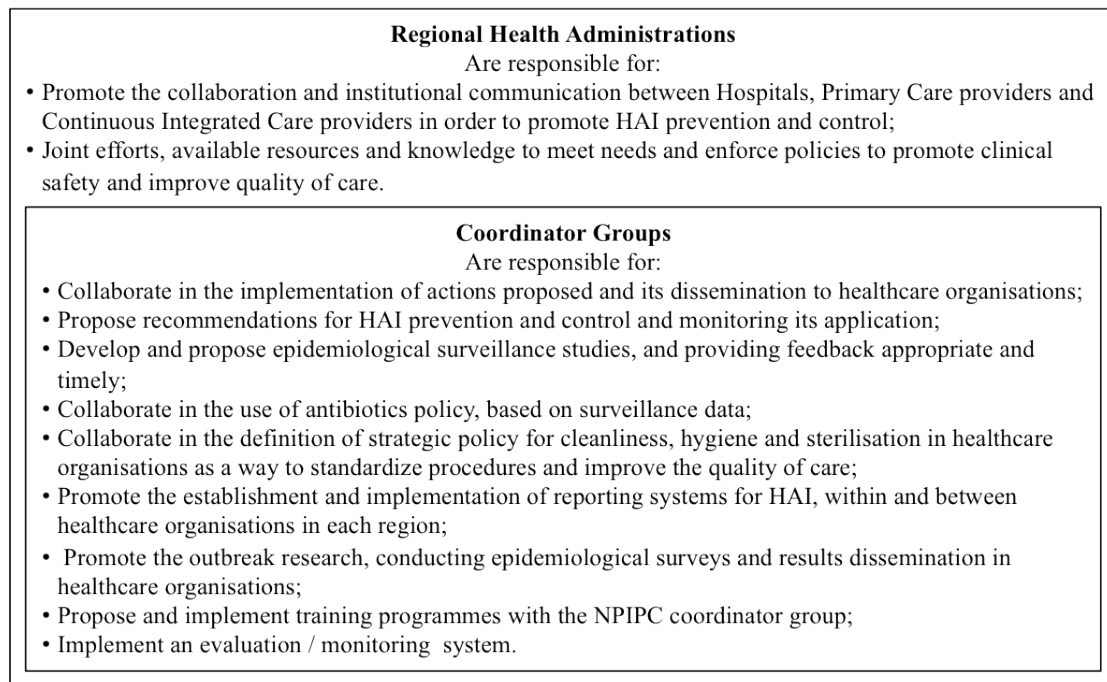 Regional Health Administrations
Are responsible for:
• Promote the collaboration and institutional communication between Hospitals, Primary Care providers and
Continuous Integrated Care providers in order to promote HAI prevention and control;
• Joint efforts, available resources and knowledge to meet needs and enforce policies to promote clinical
safety and improve quality of care.
Coordinator Groups
Are responsible for:
• Collaborate in the implementation of actions proposed and its dissemination to healthcare organisations;
• Propose recommendations for HAI prevention and control and monitoring its application;
• Develop and propose epidemiological surveillance studies, and providing feedback appropriate and
timely;
• Collaborate in the use of antibiotics policy, based on surveillance data;
• Collaborate in the definition of strategic policy for cleanliness, hygiene and sterilisation in healthcare
organisations as a way to standardize procedures and improve the quality of care;
• Promote the establishment and implementation of reporting systems for HAI, within and between
healthcare organisations in each region;
• Promote the outbreak research, conducting epidemiological surveys and results dissemination in
healthcare organisations;
• Propose and implement training programmes with the NPIPC coordinator group;
• Implement an evaluation / monitoring system.